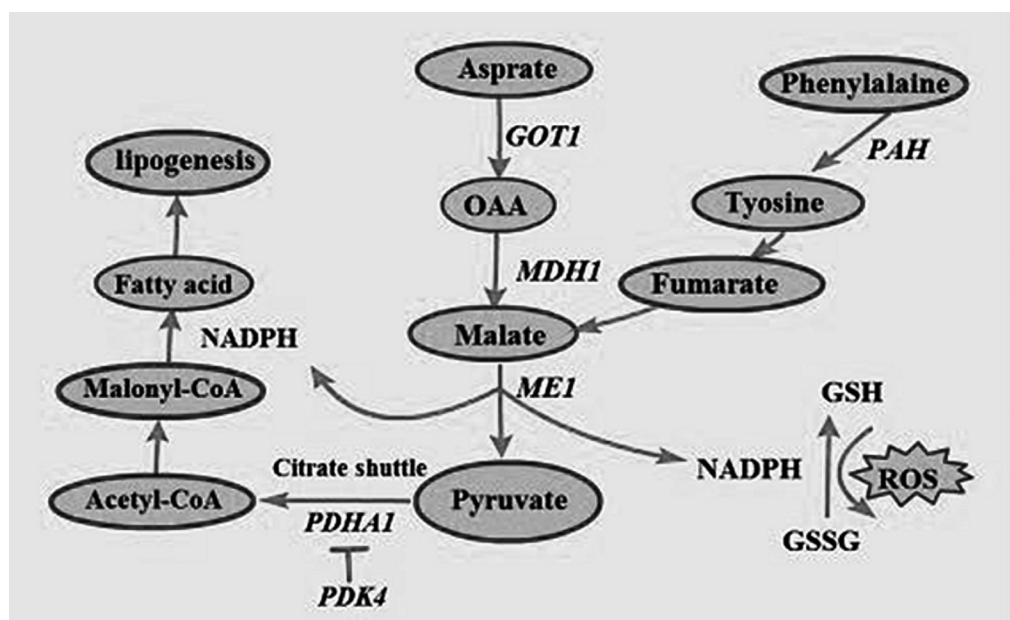 Asprate
Phenylalaine
GOT1
PAH
lipogenesis
OAA
Tyosine
MDH1
Fatty acid
Fumarate
NADPH
Malate
Malonyl-CoA
ME1
GSH
Citrate shuttle
NADPH
ROS
Acetyl-CoA
Pyruvate
PDHA1
GSSG
PDK4